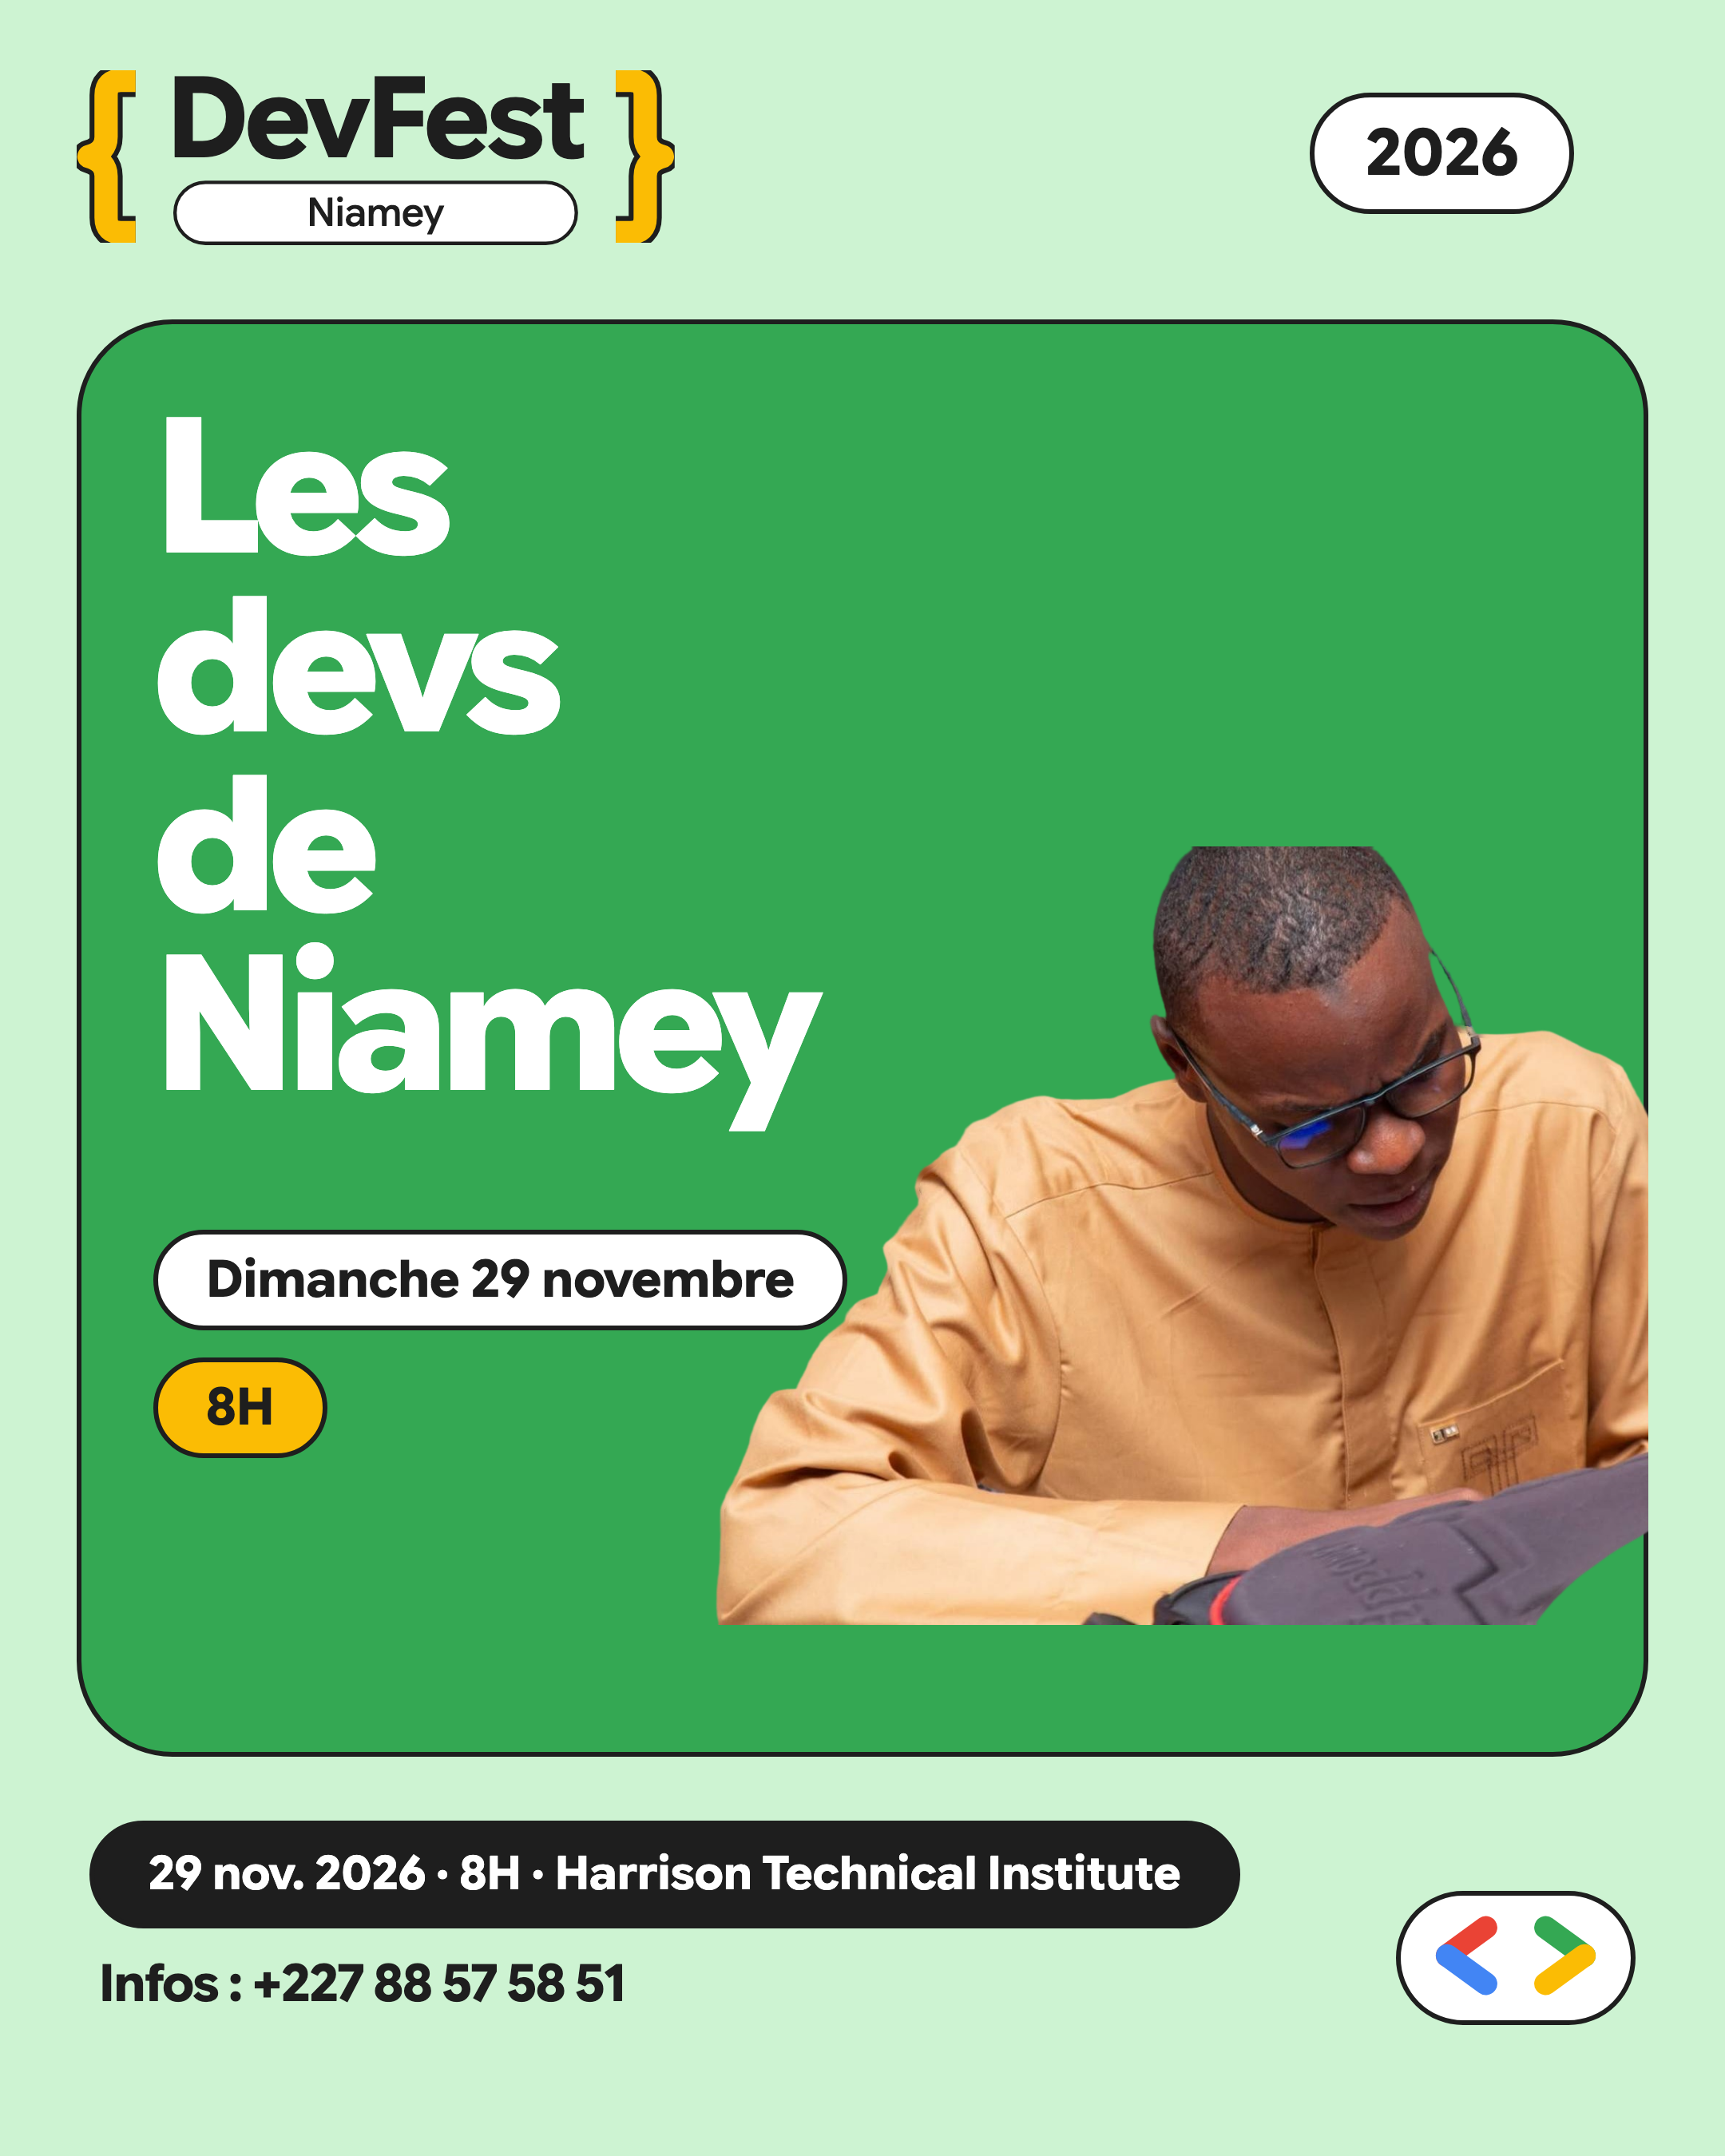 DevFest
Niamey
2026
Les
devs
de
Niamey
Dimanche 29 novembre
8H
29 nov. 2026 · 8H · Harrison Technical Institute
Infos : +227 88 57 58 51